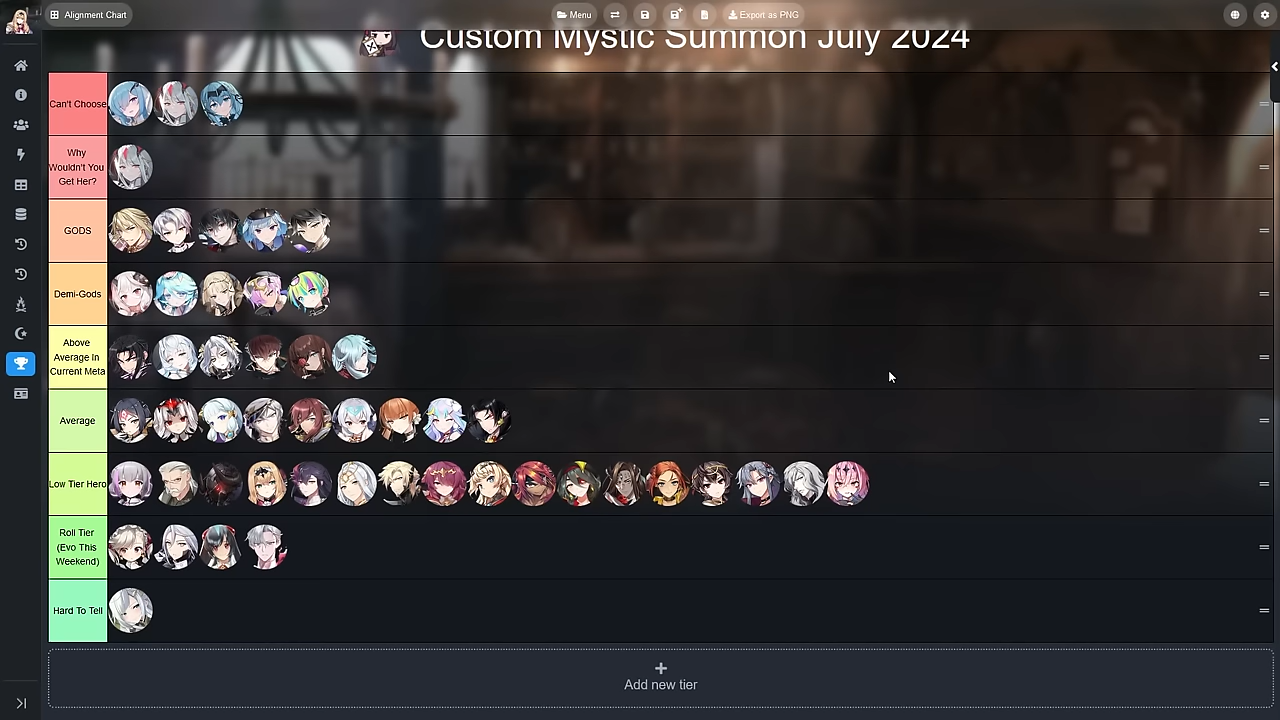 Alignment Chart
Menu
Export as PNG
Custom Mystic Summon July 2024
Can't Choose
Why
Wouldn't You
Get Her?
GODS
Demi-Gods
Above
Average In
Current Meta
Average
Low Tier Hero
Roll Tier
(Evo This
Weekend)
Hard To Tell
Add new tier